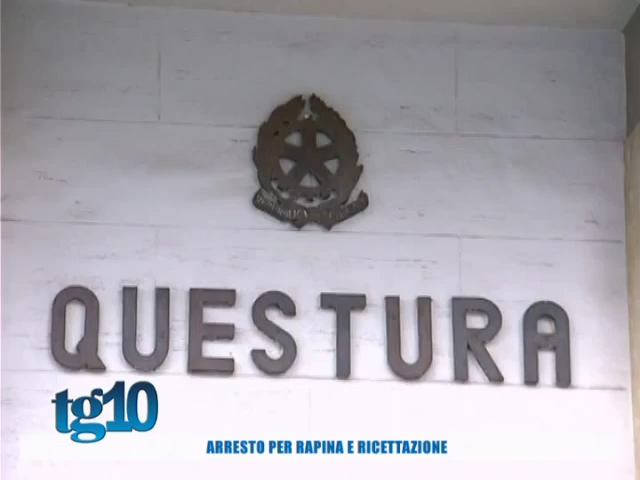 QUESTURA
tg10
ARRESTO PER RAPINA E RICETTAZIONE